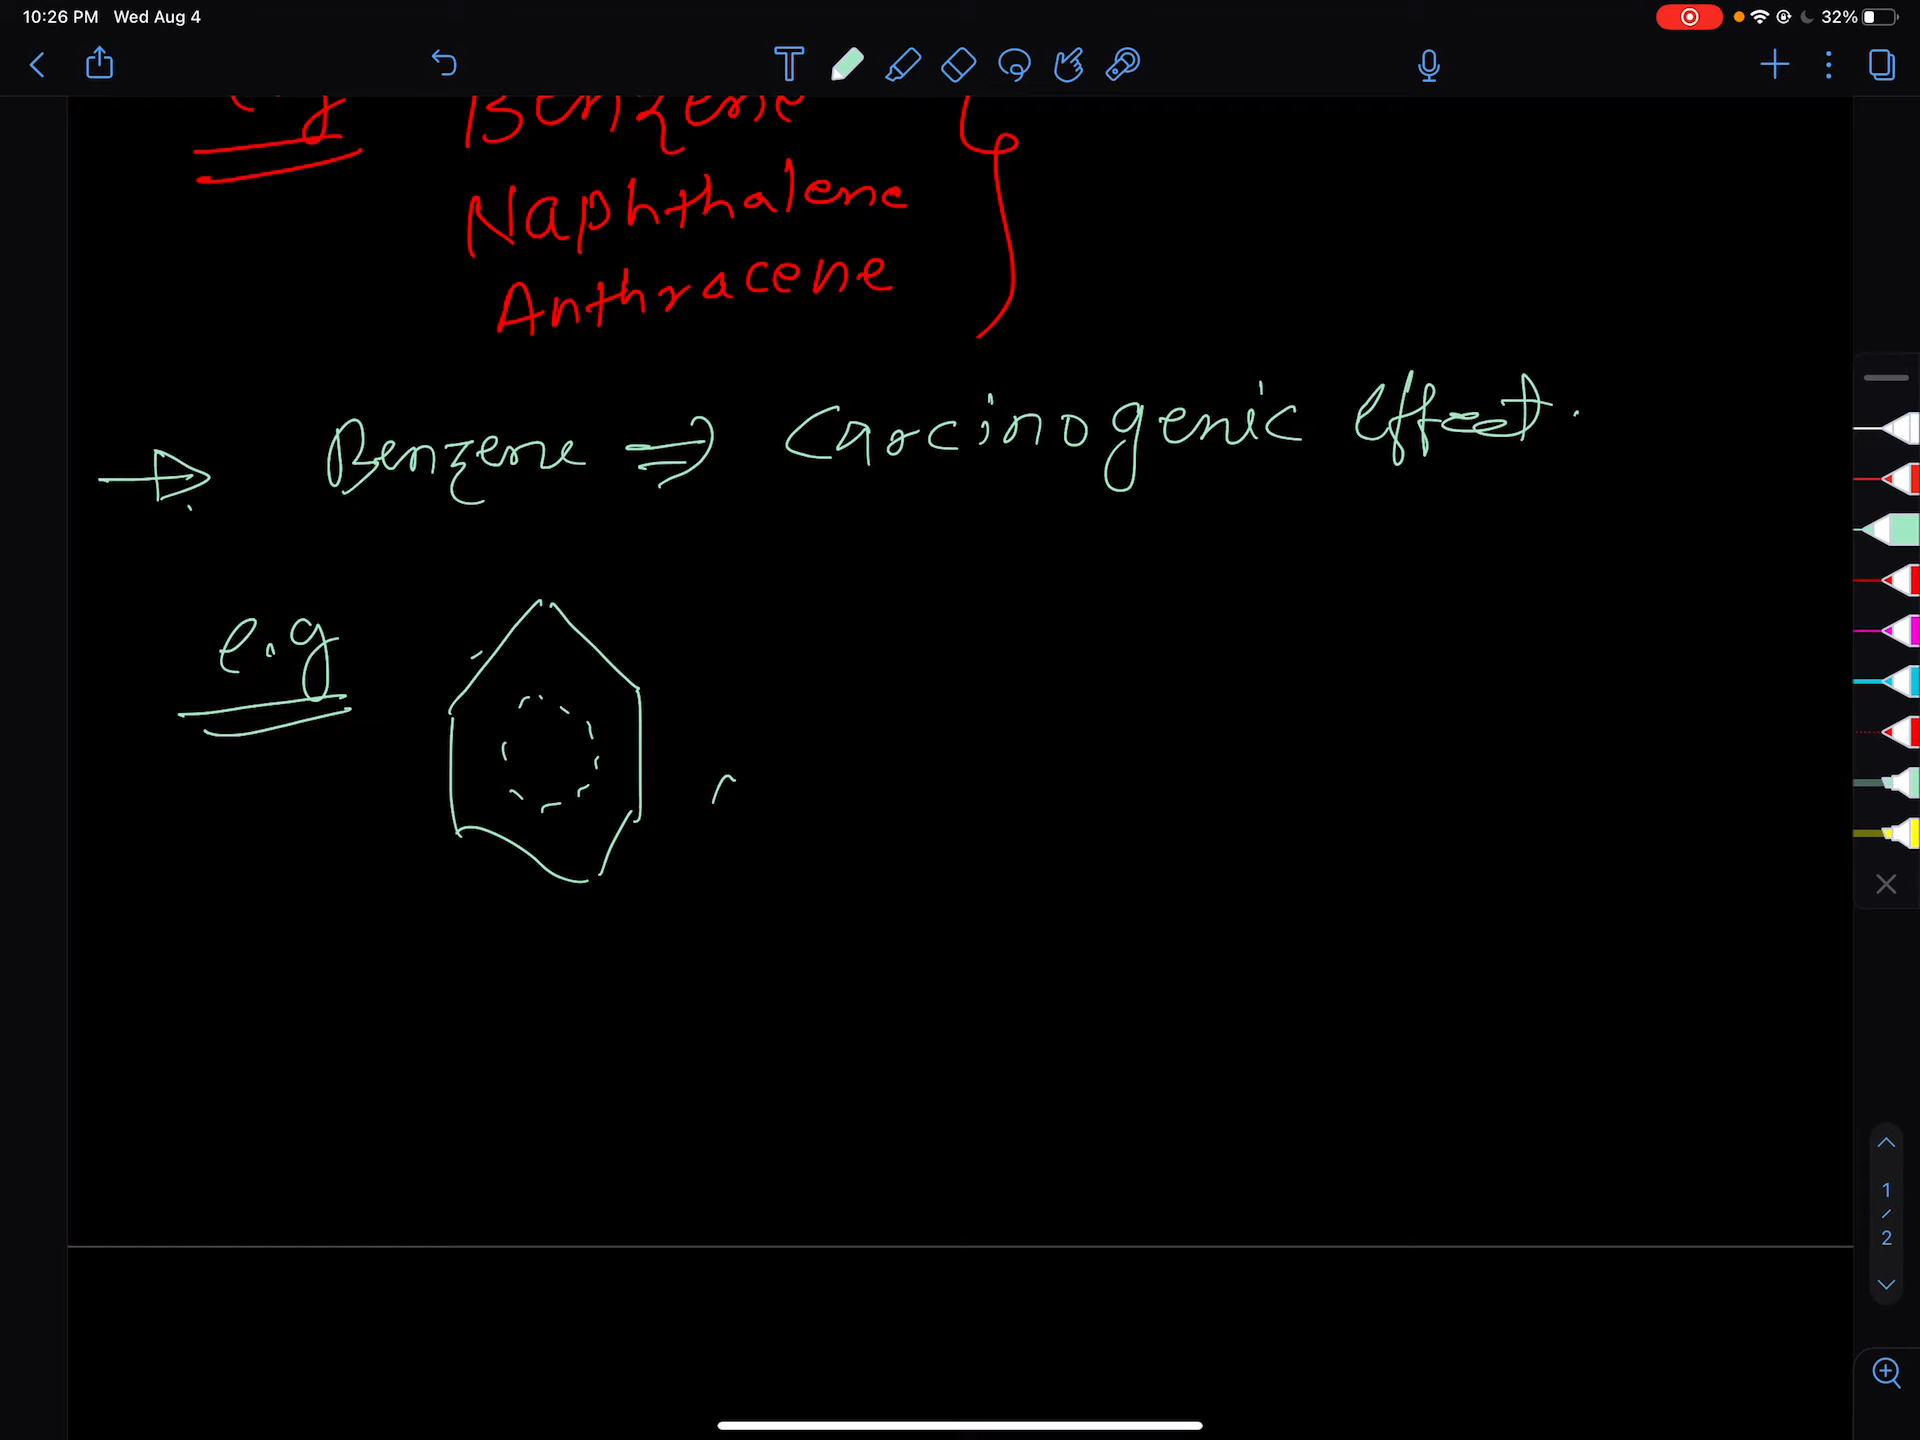 10:26 PM Wed Aug 4 32%
e.g Benzene
Naphthalene
Anthracene
Benzene ⇒ Carcinogenic effect.
e.g
1
/
2